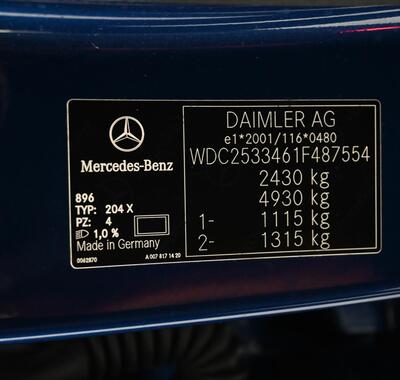 Mercedes-Benz
896
TYP: 204 X
PZ: 4
1,0 %
Made in Germany
0062870
A 007 817 14 20
DAIMLER AG
e1*2001/116*0480
WDC2533461F487554
2430 kg
4930 kg
1- 1115 kg
2- 1315 kg